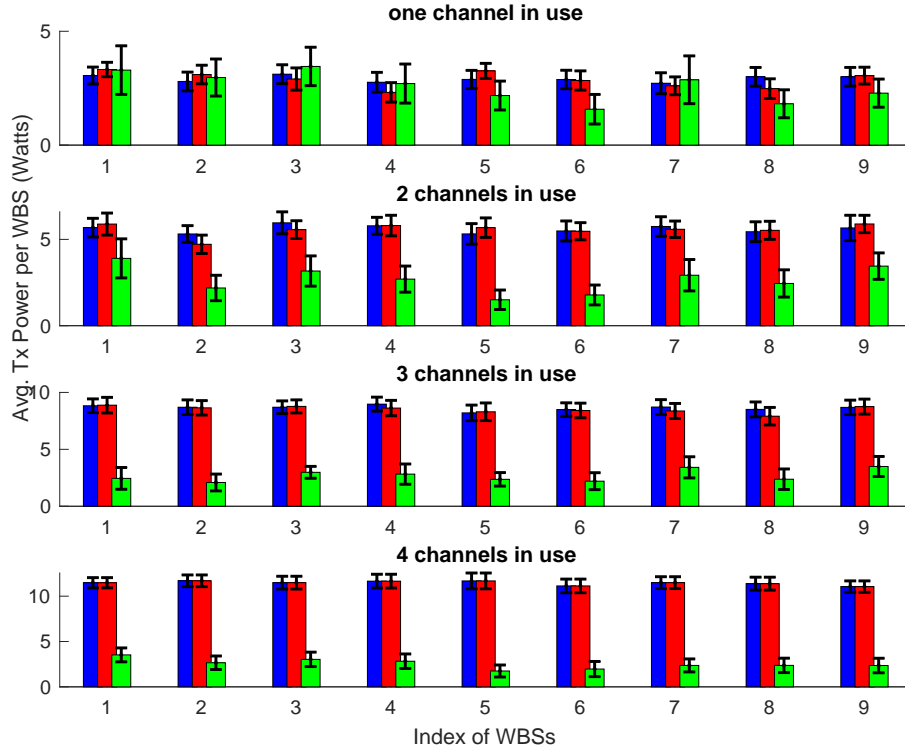 one channel in use
5
0
1 2 3 4 5 6 7 8 9
2 channels in use
5
0
1 2 3 4 5 6 7 8 9
3 channels in use
10
5
0
1 2 3 4 5 6 7 8 9
4 channels in use
10
5
0
1 2 3 4 5 6 7 8 9
Index of WBSs
Avg. Tx Power per WBS (Watts)